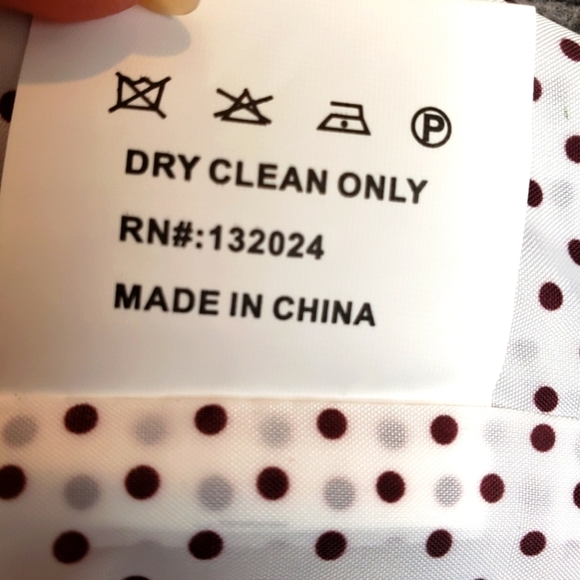 P
DRY CLEAN ONLY
RN#:132024
MADE IN CHINA